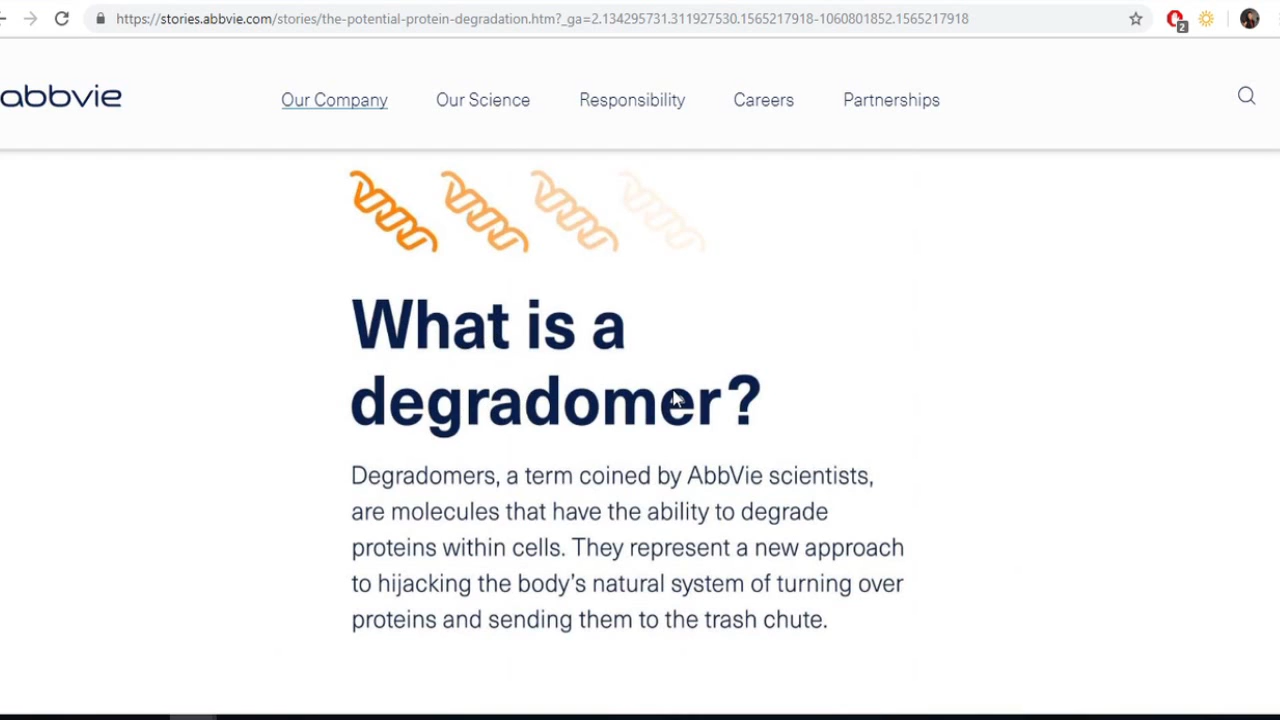 https://stories.abbvie.com/stories/the-potential-protein-degradation.htm?_ga=2.134295731.311927530.1565217918-1060801852.1565217918
2
abbvie
Our Company
Our Science
Responsibility
Careers
Partnerships
What is a
degradomer?
Degradomers, a term coined by AbbVie scientists,
are molecules that have the ability to degrade
proteins within cells. They represent a new approach
to hijacking the body’s natural system of turning over
proteins and sending them to the trash chute.